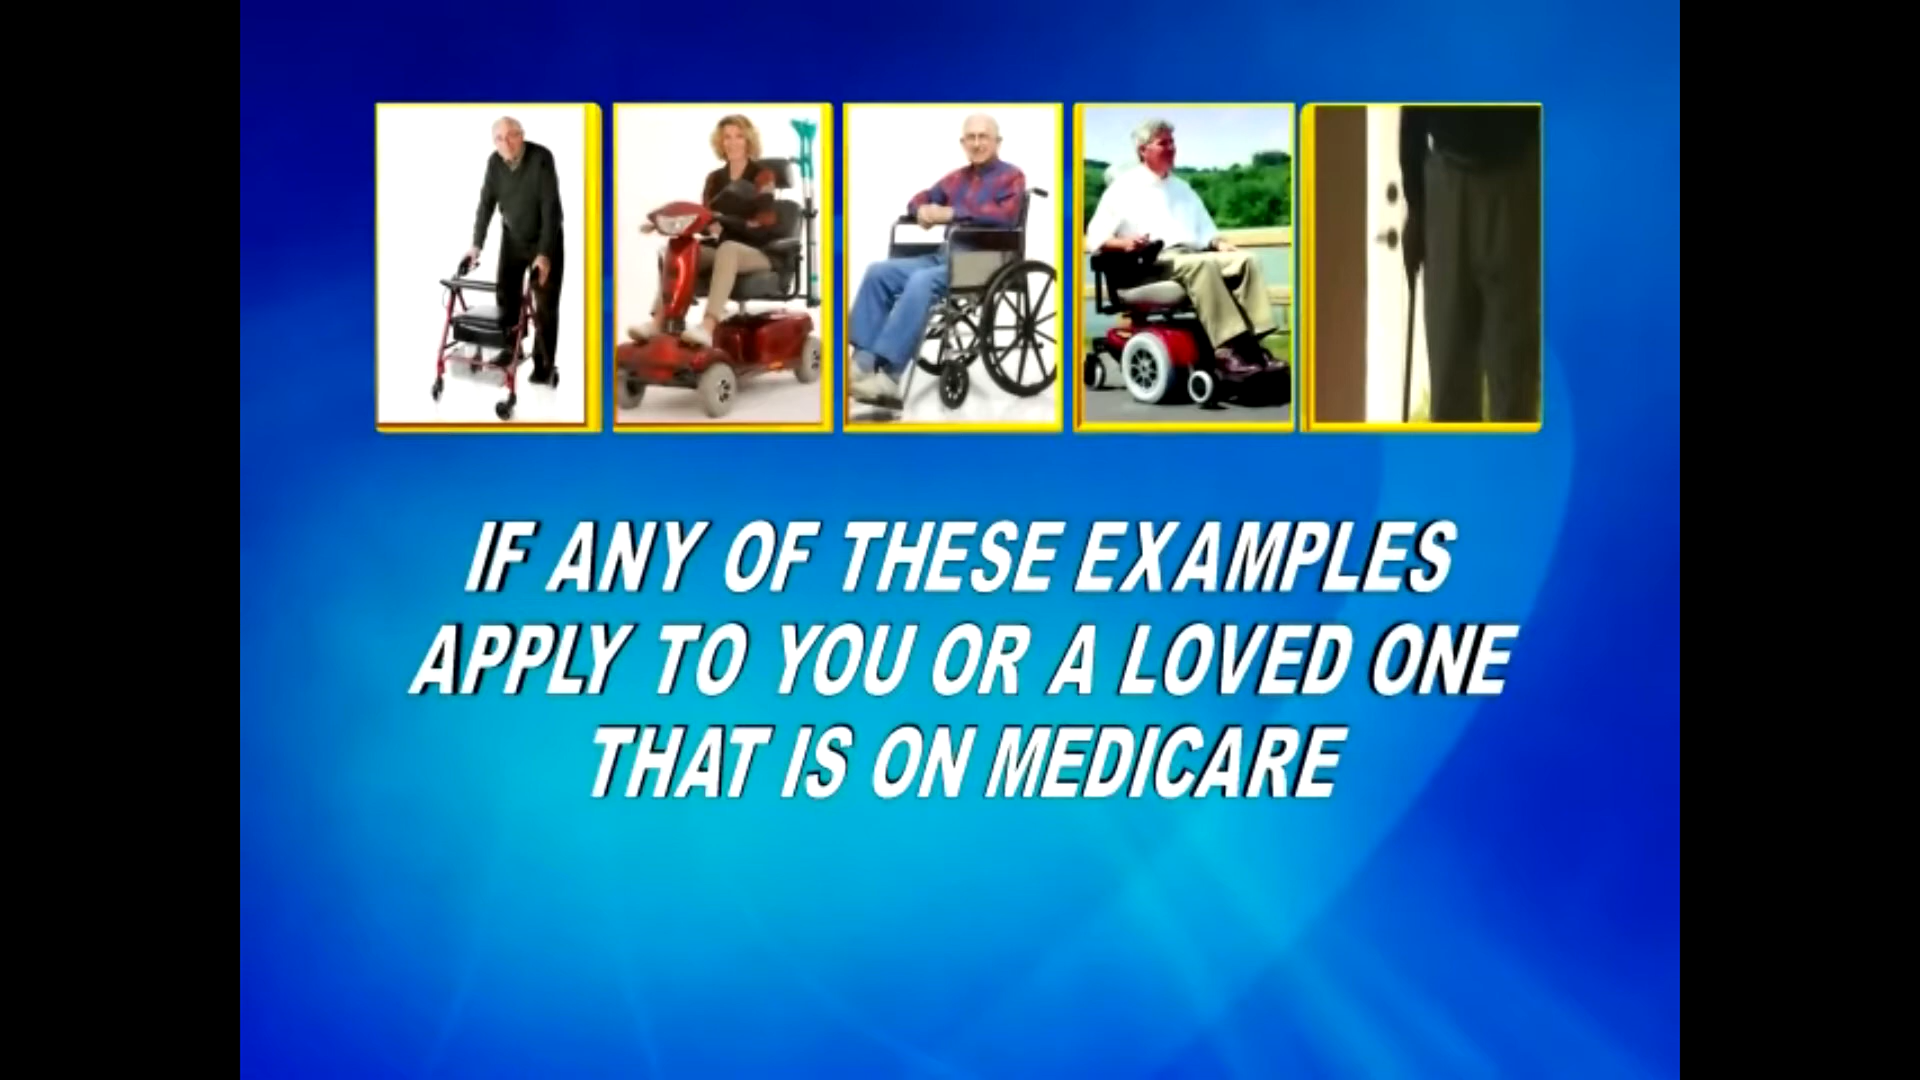 IF ANY OF THESE EXAMPLES
APPLY TO YOU OR A LOVED ONE
THAT IS ON MEDICARE